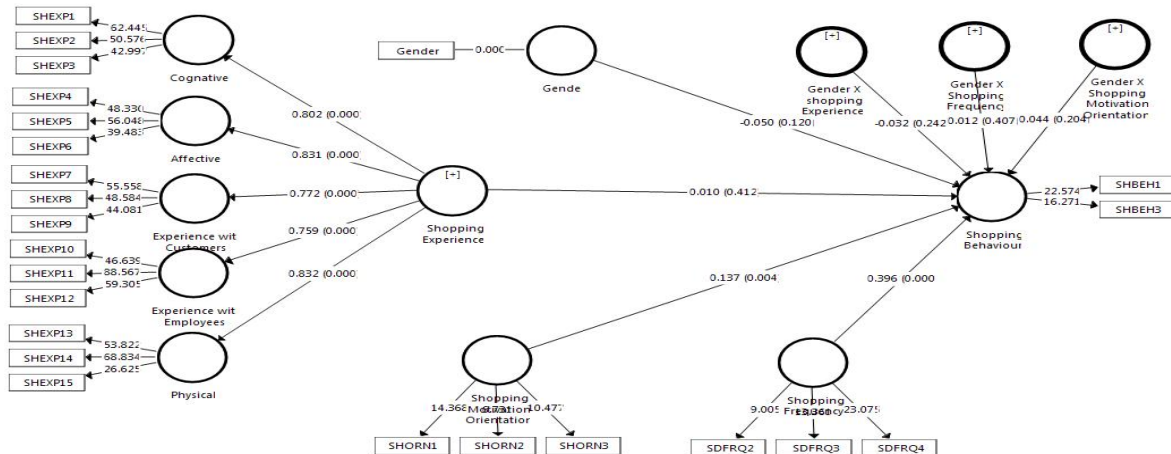 SHEXP1
62.445
SHEXP2
50.576
SHEXP3
42.997
Cognative
SHEXP4
48.330
SHEXP5
56.048
SHEXP6
39.483
Affective
SHEXP7
55.558
SHEXP8
48.584
SHEXP9
44.081
Experience wit
Customers
SHEXP10
46.639
SHEXP11
88.567
SHEXP12
59.305
Experience wit
Employees
SHEXP13
53.822
SHEXP14
68.834
SHEXP15
26.625
Physical
0.802 (0.000)
0.831 (0.000)
0.772 (0.000
0.759 (0.000)
0.832 (0.000)
[+]
Shopping
Experience
Gender
0.000
Gende
[+]
Gender X
shopping
Experience
[+]
Gender X
Shopping
Frequency
[+]
Gender X
Shopping
Motivation
Orientation
-0.050 (0.120)
-0.032 (0.242
0.012 (0.407)
0.044 (0.204)
0.010 (0.412
0.137 (0.004)
0.396 (0.000
Shopping
Behaviour
22.574
SHBEH1
16.271
SHBEH3
Shopping
Motivation
Orientation
14.368
10.477
SHORN1
SHORN2
SHORN3
Shopping
Frequency
9.005
23.075
SDFRQ2
SDFRQ3
SDFRQ4